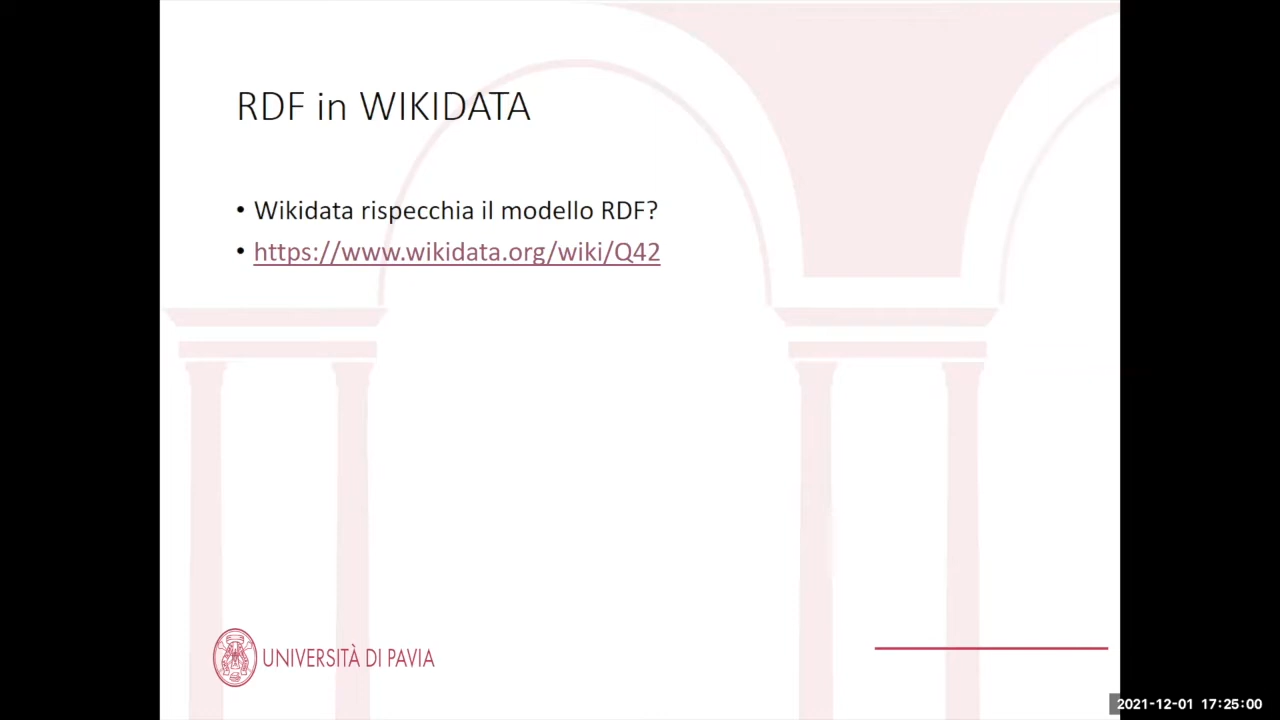 RDF in WIKIDATA
• Wikidata rispecchia il modello RDF?
• https://www.wikidata.org/wiki/Q42
UNIVERSITÀ DI PAVIA
2021-12-01 17:25:00